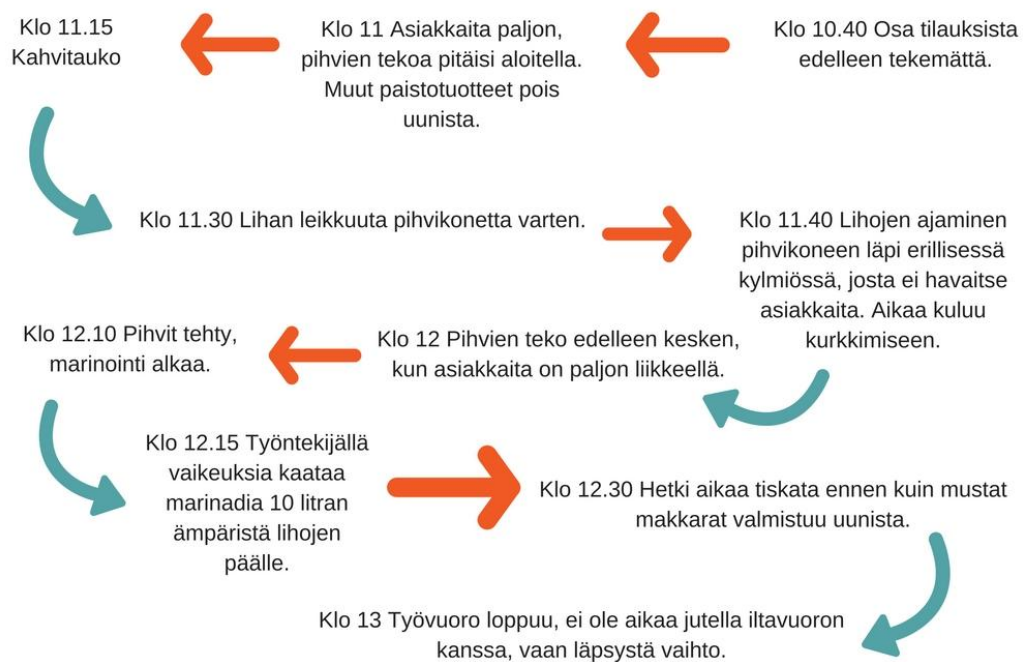 Klo 10.40 Osa tilauksista
edelleen tekemättä.
Klo 11 Asiakkaita paljon,
pihvien tekoa pitäisi aloitella.
Muut paistotuotteet pois
uunista.
Klo 11.15
Kahvitauko
Klo 11.30 Lihan leikkuuta pihvikonetta varten.
Klo 11.40 Lihojen ajaminen
pihvikoneen läpi erillisessä
kylmiössä, josta ei havaitse
asiakkaita. Aikaa kuluu
kurkkimiseen.
Klo 12 Pihvien teko edelleen kesken,
kun asiakkaita on paljon liikkeellä.
Klo 12.10 Pihvit tehty,
marinointi alkaa.
Klo 12.15 Työntekijällä
vaikeuksia kaataa
marinadia 10 litran
ämpäristä lihojen
päälle.
Klo 12.30 Hetki aikaa tiskata ennen kuin mustat
makkarat valmistuu uunista.
Klo 13 Työvuoro loppuu, ei ole aikaa jutella iltavuoron
kanssa, vaan läpsystä vaihto.